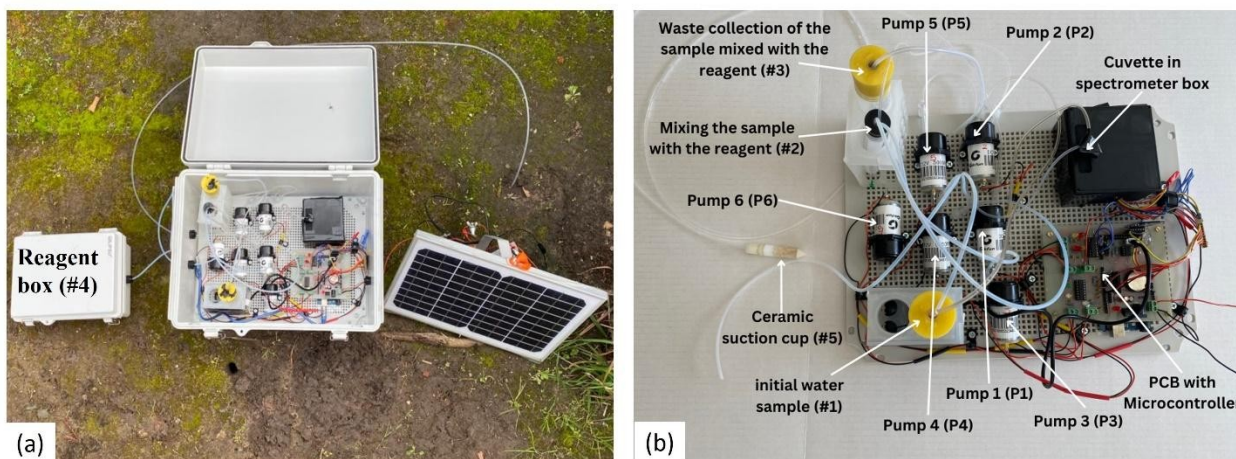 Reagent
box (#4)
(a)
Waste collection of the
sample mixed with the
reagent (#3)
Pump 5 (P5)
Pump 2 (P2)
Cuvette in
spectrometer box
Mixing the sample
with the reagent (#2)
Pump 6 (P6)
Ceramic
suction cup (#5)
initial water
sample (#1)
Pump 4 (P4)
Pump 1 (P1)
Pump 3 (P3)
PCB with
Microcontroller
(b)